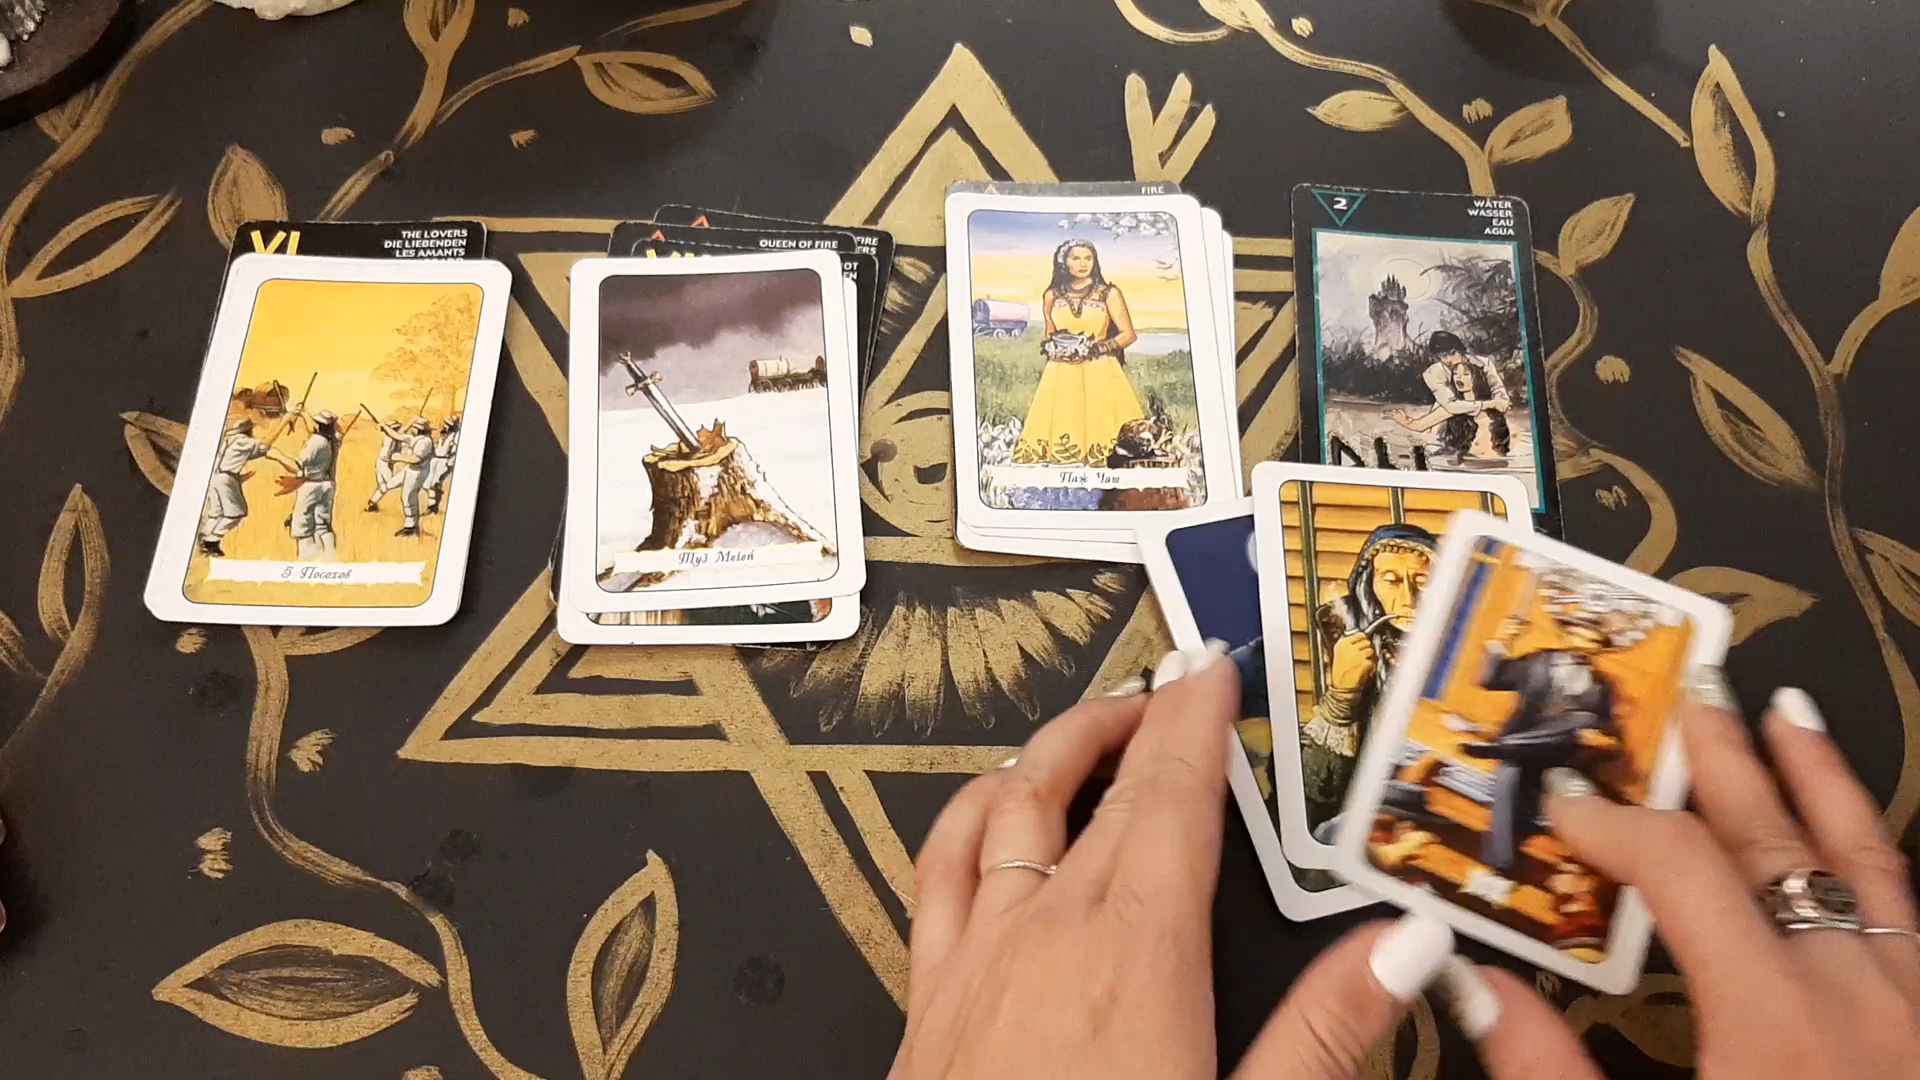 VI
THE LOVERS
DIE LIEBENDEN
LES AMANTS
5 Посохов
QUEEN OF FIRE
FIRE
Туз Мечей
FIRE
Паж Чаш
2
WATER
WASSER
EAU
AGUA